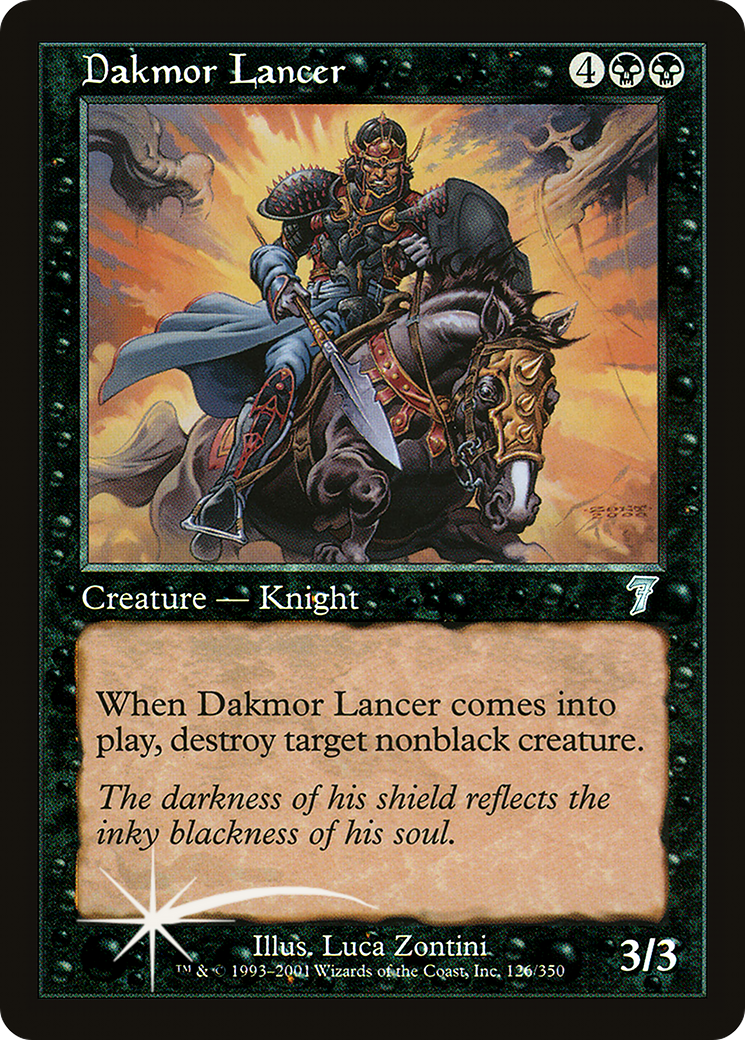 Dakmor Lancer 4
Creature — Knight 7
When Dakmor Lancer comes into
play, destroy target nonblack creature.
The darkness of his shield reflects the
inky blackness of his soul.
Illus. Luca Zontini
3/3
™ & © 1993–2001 Wizards of the Coast, Inc. 126/350